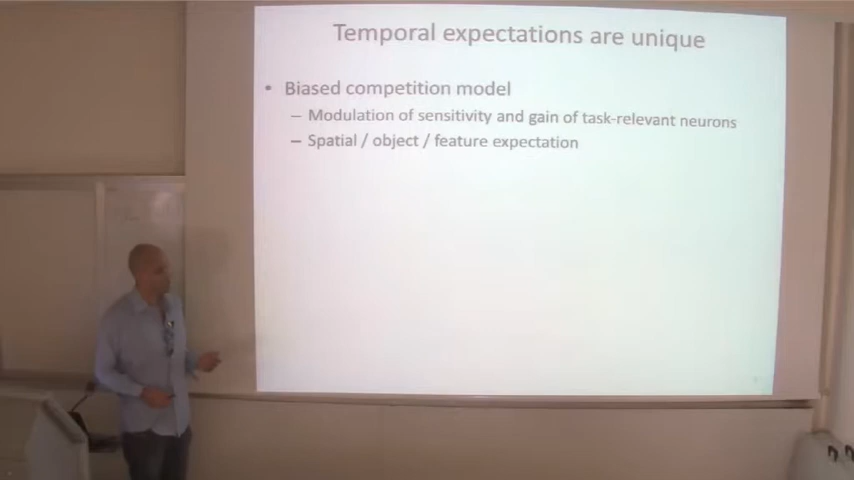 Temporal expectations are unique
• Biased competition model
– Modulation of sensitivity and gain of task-relevant neurons
– Spatial / object / feature expectation